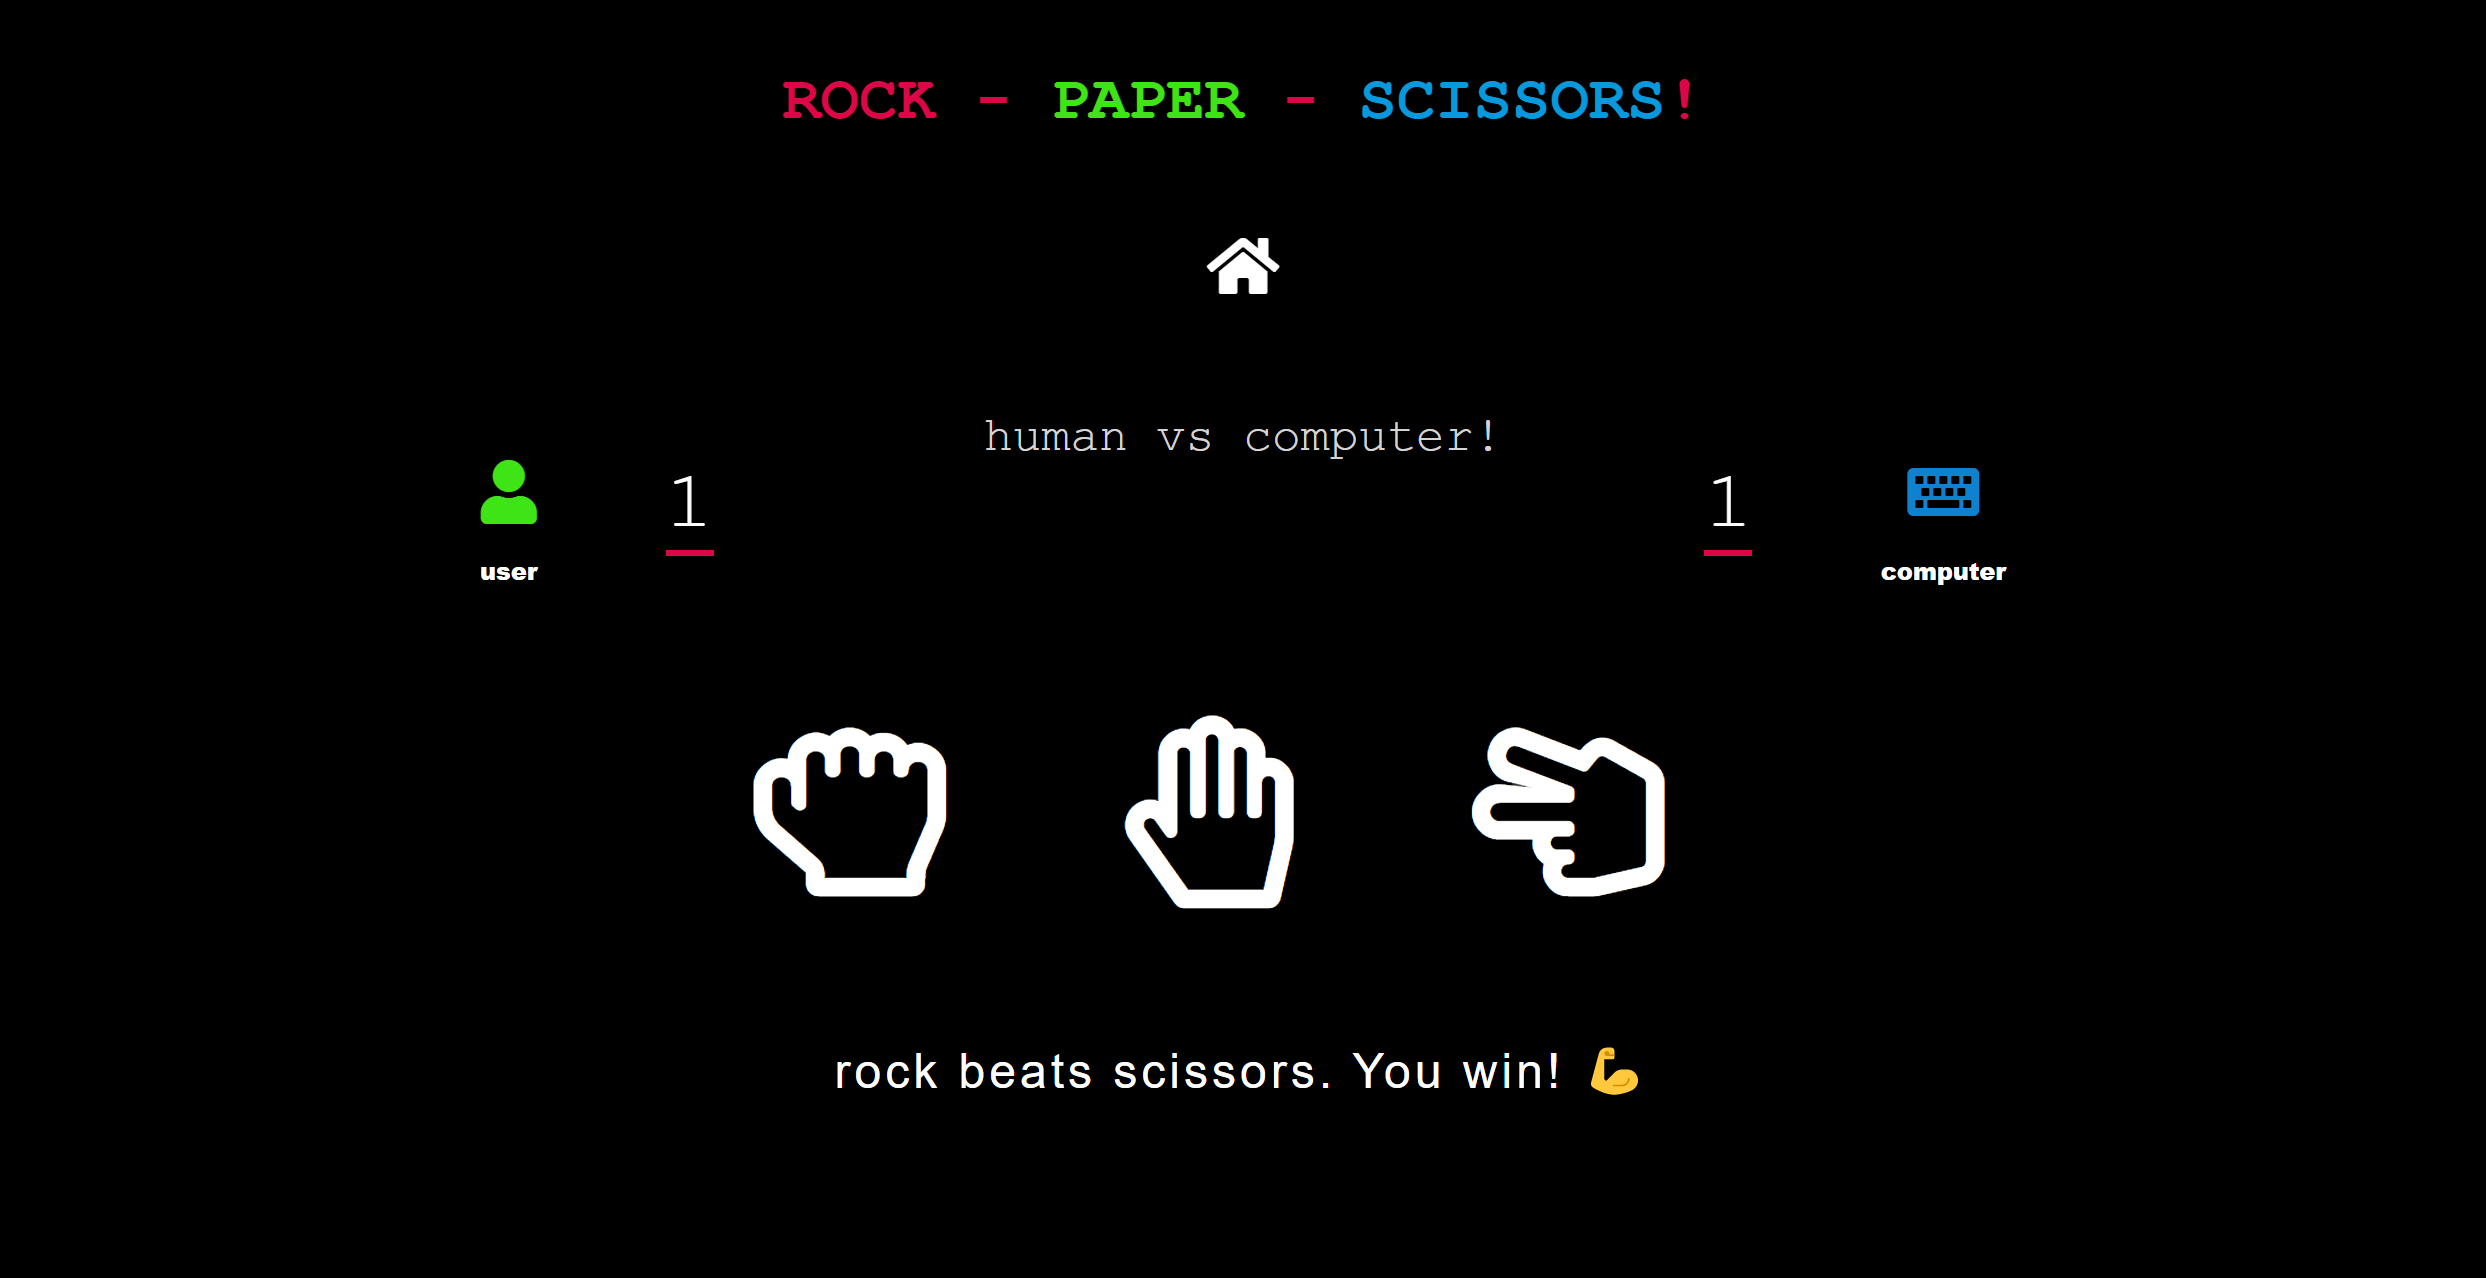 ROCK - PAPER - SCISSORS!
human vs computer!
1
1
user
computer
rock beats scissors. You win! 💪